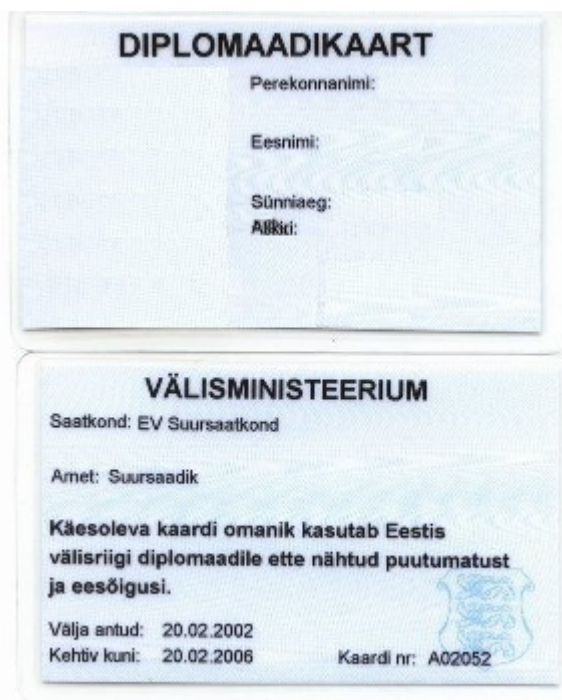 DIPLOMAADIKAART
Perekonnanimi:
Eesnimi:
Sünniaeg:
VÄLISMINISTEERIUM
Saatkond: EV Suursaatkond
Amet: Suursaadik
Käesoleva kaardi omanik kasutab Eestis
välisriigi diplomaadile ette nähtud puutumatust
ja eesõigusi.
Välja antud: 20.02.2002
Kehtiv kuni: 20.02.2006
Kaardi nr: A02052